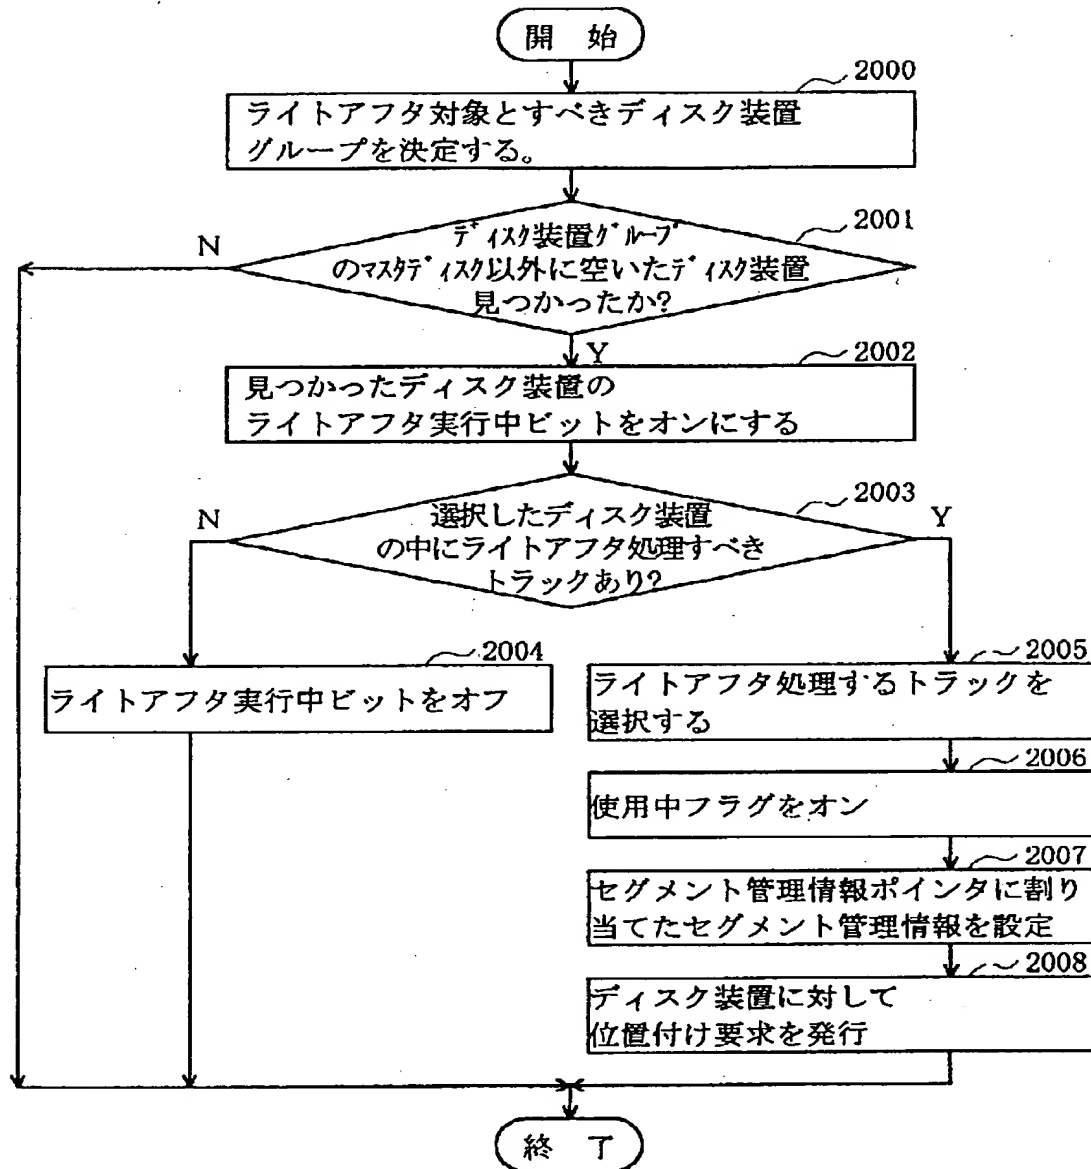 開 始
2000
ライトアフタ対象とすべきディスク装置
グループを決定する。
2001
N
ディスク装置グループ
のマスタディスク以外に空いたディスク装置
見つかったか?
Y
2002
見つかったディスク装置の
ライトアフタ実行中ビットをオンにする
2003
N
Y
選択したディスク装置
の中にライトアフタ処理すべき
トラックあり?
2004
ライトアフタ実行中ビットをオフ
2005
ライトアフタ処理するトラックを
選択する
2006
使用中フラグをオン
2007
セグメント管理情報ポインタに割り
当てたセグメント管理情報を設定
2008
ディスク装置に対して
位置付け要求を発行
終 了